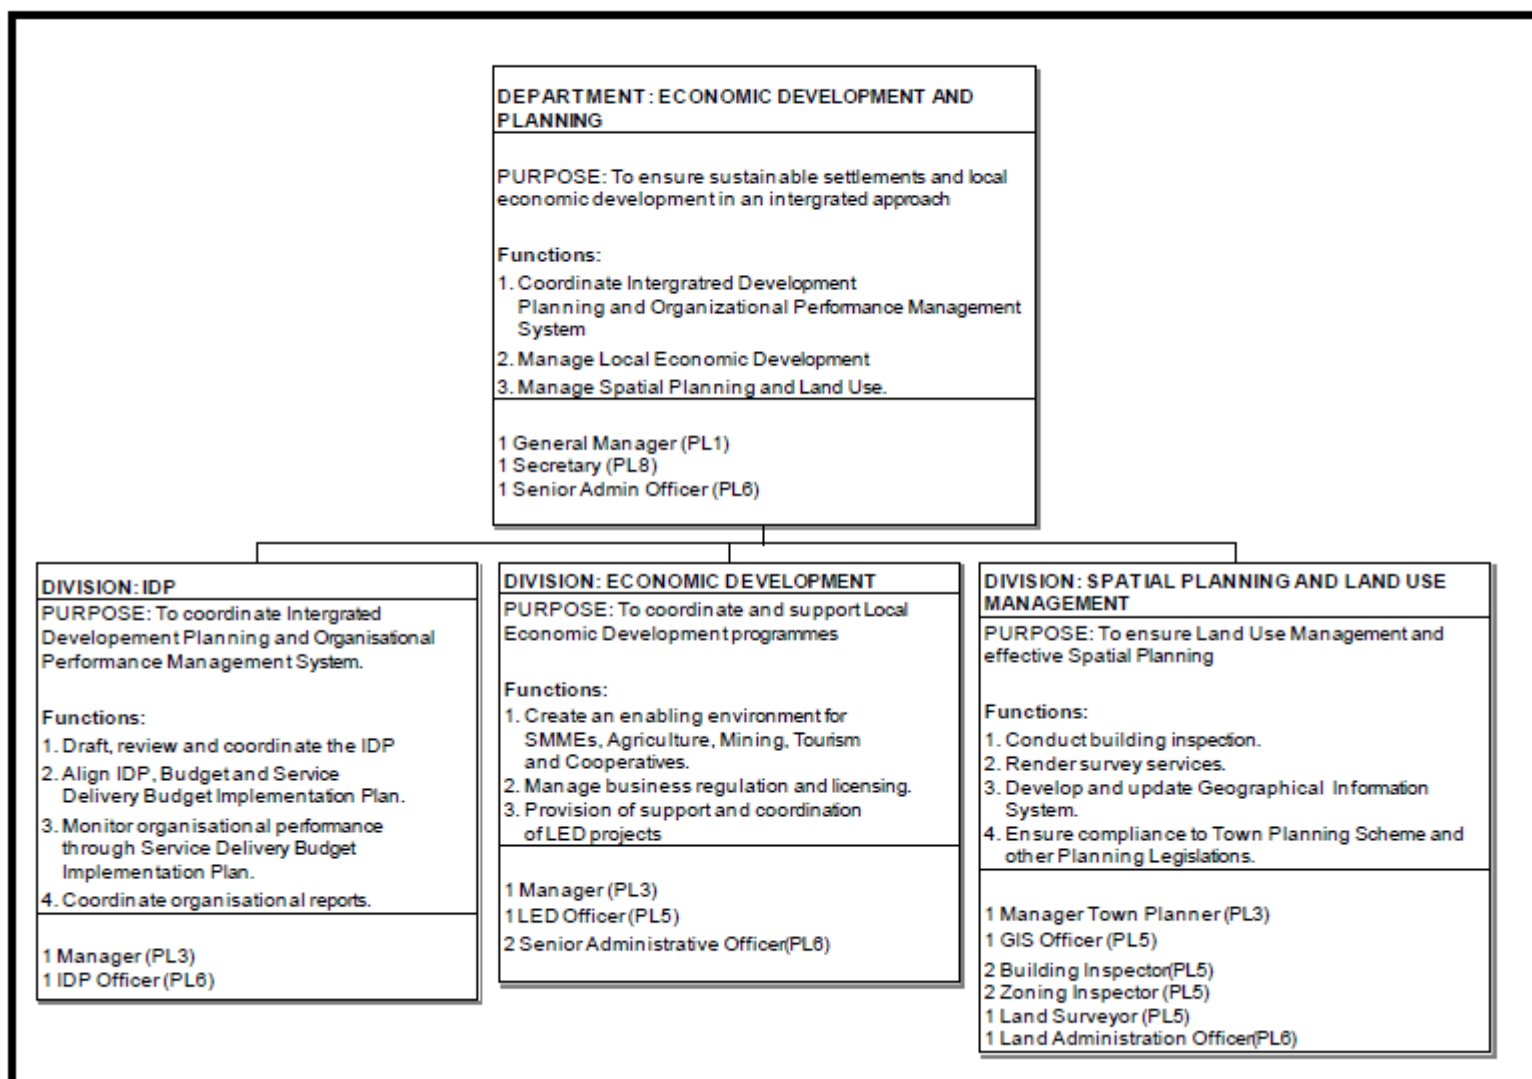 DEPARTMENT: ECONOMIC DEVELOPMENT AND
PLANNING
PURPOSE: To ensure sustainable settlements and local
economic development in an intergrated approach
Functions:
1. Coordinate Intergratred Development
Planning and Organizational Performance Management
System
2. Manage Local Economic Development
3. Manage Spatial Planning and Land Use.
1 General Manager (PL1)
1 Secretary (PL8)
1 Senior Admin Officer (PL6)
DIVISION: IDP
PURPOSE: To coordinate Intergrated
Developement Planning and Organisational
Performance Management System.
Functions:
1. Draft, review and coordinate the IDP
2. Align IDP, Budget and Service
Delivery Budget Implementation Plan.
3. Monitor organisational performance
through Service Delivery Budget
Implementation Plan.
4. Coordinate organisational reports.
1 Manager (PL3)
1 IDP Officer (PL6)
DIVISION: ECONOMIC DEVELOPMENT
PURPOSE: To coordinate and support Local
Economic Development programmes
Functions:
1. Create an enabling environment for
SMMEs, Agriculture, Mining, Tourism
and Cooperatives.
2. Manage business regulation and licensing.
3. Provision of support and coordination
of LED projects
1 Manager (PL3)
1 LED Officer (PL5)
2 Senior Administrative Officer(PL6)
DIVISION: SPATIAL PLANNING AND LAND USE
MANAGEMENT
PURPOSE: To ensure Land Use Management and
effective Spatial Planning
Functions:
1. Conduct building inspection.
2. Render survey services.
3. Develop and update Geographical Information
System.
4. Ensure compliance to Town Planning Scheme and
other Planning Legislations.
1 Manager Town Planner (PL3)
1 GIS Officer (PL5)
2 Building Inspector(PL5)
2 Zoning Inspector (PL5)
1 Land Surveyor (PL5)
1 Land Administration Officer(PL6)